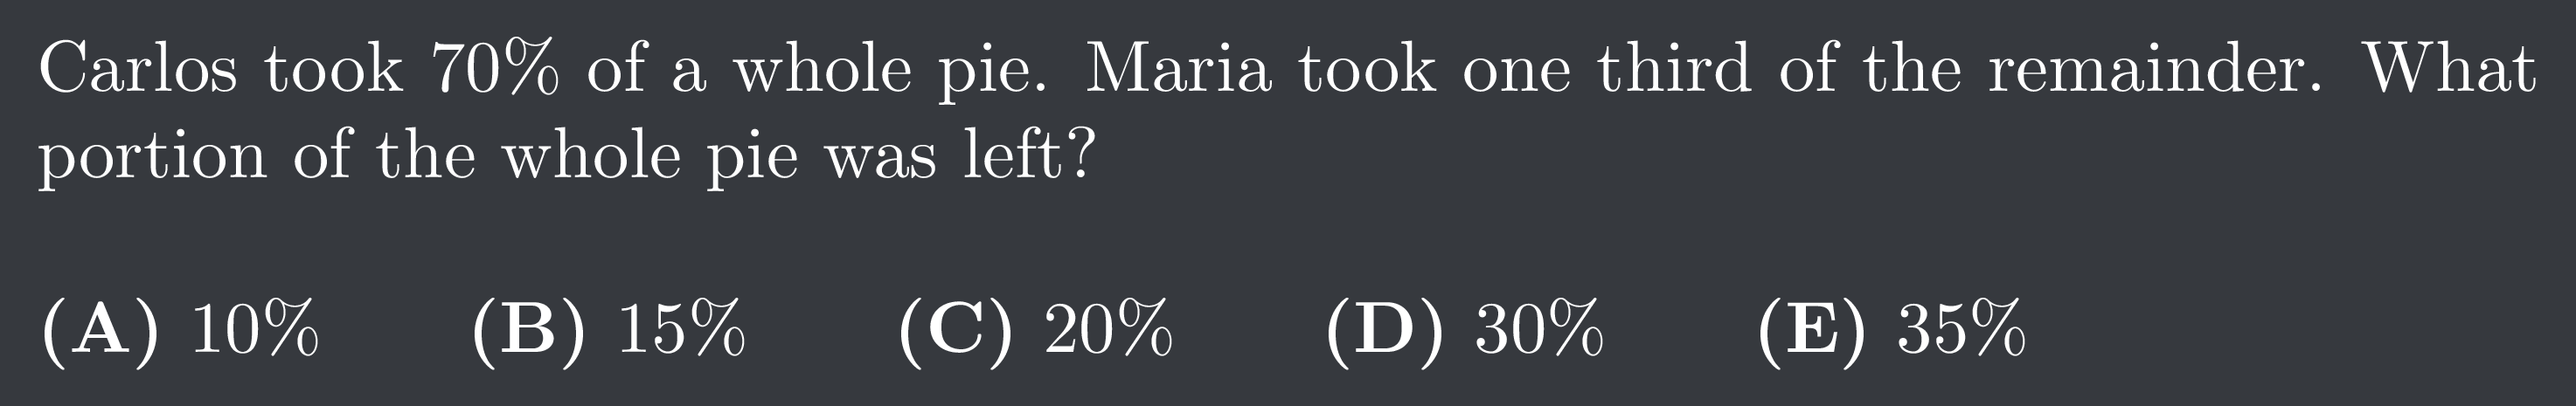 Carlos took 70% of a whole pie. Maria took one third of the remainder. What
portion of the whole pie was left?
(A) 10% (B) 15% (C) 20% (D) 30% (E) 35%